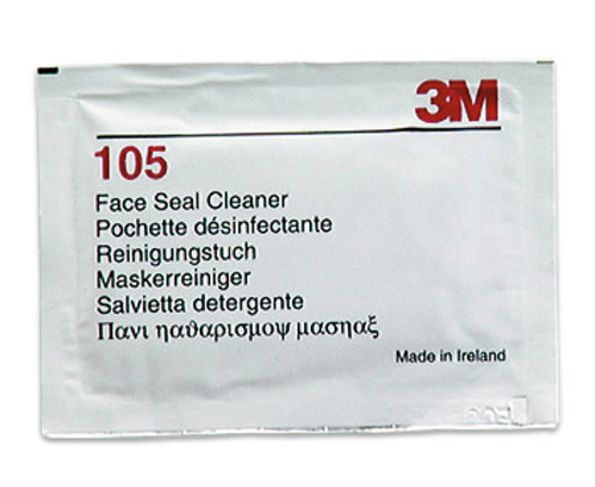 3M
105
Face Seal Cleaner
Pochette désinfectante
Reinigungstuch
Maskerreiniger
Salvietta detergente
Πανι ηαθαρισμοψ μασηαξ
Made in Ireland